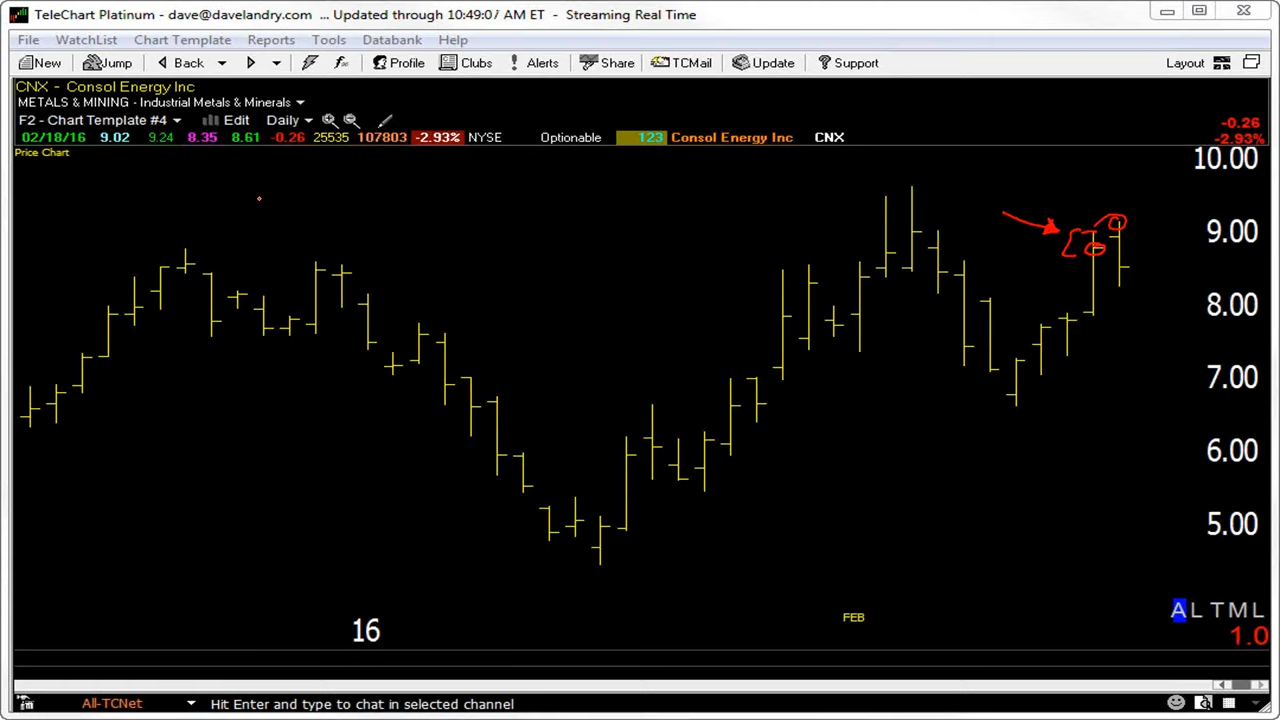 TeleChart Platinum - dave@davelandry.com ... Updated through 10:49:07 AM ET - Streaming Real Time
File WatchList Chart Template Reports Tools Databank Help
New Jump Back Profile Clubs Alerts Share TCMail Update Support Layout
CNX - Consol Energy Inc
METALS & MINING - Industrial Metals & Minerals
F2 - Chart Template #4 Edit Daily -0.26
02/18/16 9.02 9.24 8.35 8.61 -0.26 25535 107803 -2.93% NYSE Optionable 123 Consol Energy Inc CNX -2.93%
Price Chart
10.00
9.00
8.00
7.00
6.00
5.00
A L T M L
16 FEB 1.0
All-TCNet Hit Enter and type to chat in selected channel